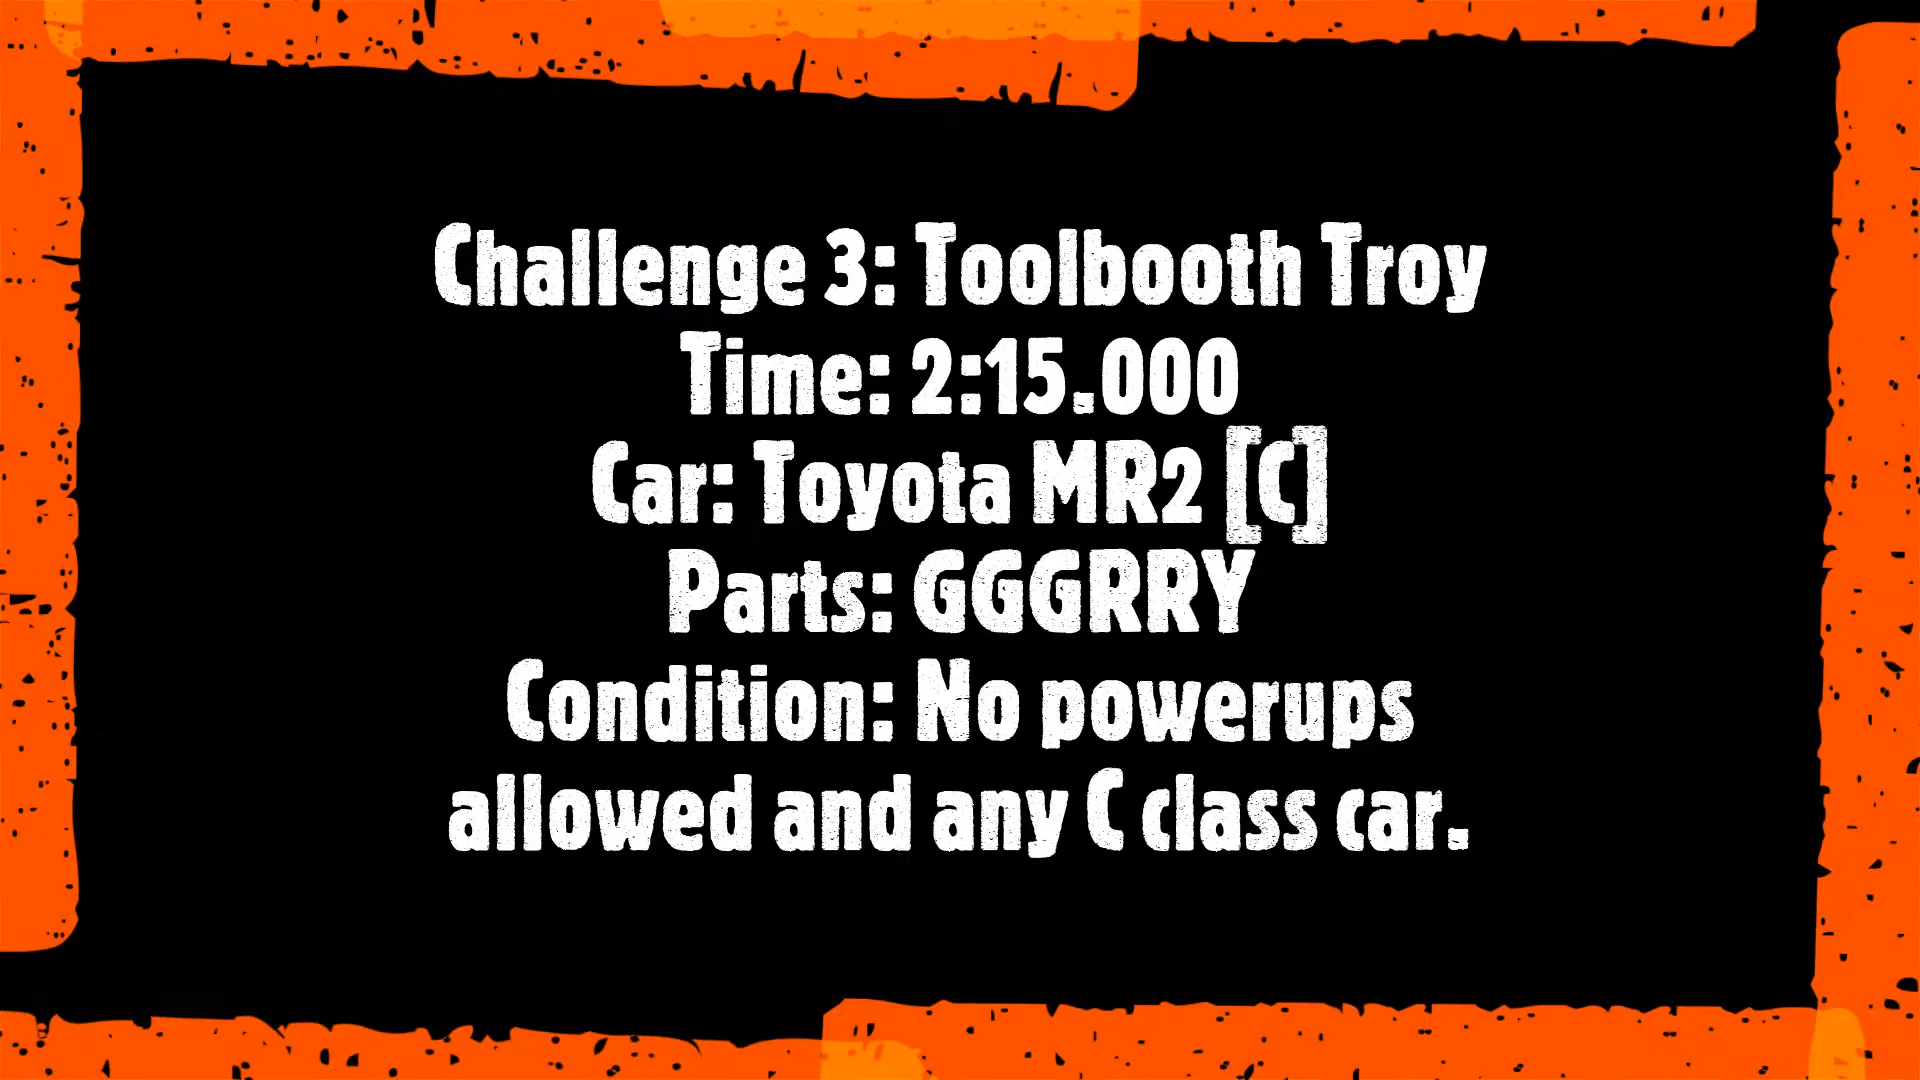 Challenge 3: Toolbooth Troy
Time: 2:15.000
Car: Toyota MR2 [C]
Parts: GGGRRY
Condition: No powerups
allowed and any C class car.